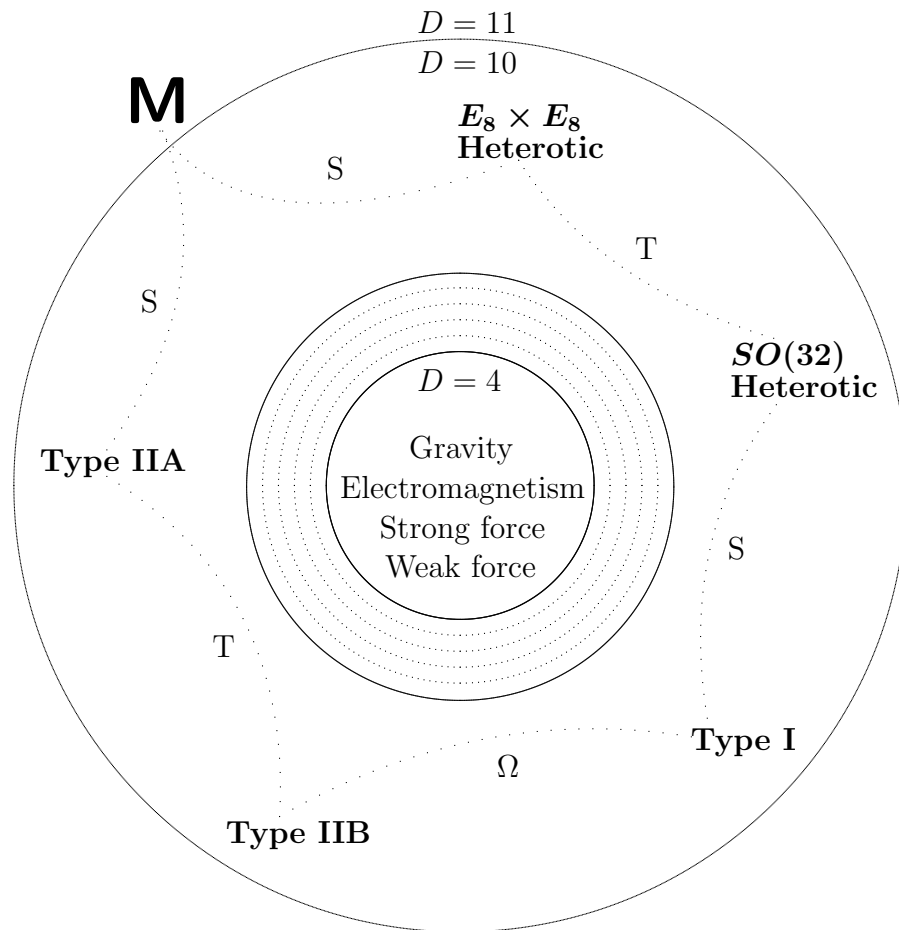 D = 11
D = 10
M
E₈ × E₈
Heterotic
S
T
S
SO(32)
Heterotic
D = 4
Gravity
Type IIA
Electromagnetism
Strong force
S
Weak force
T
Type I
Ω
Type IIB